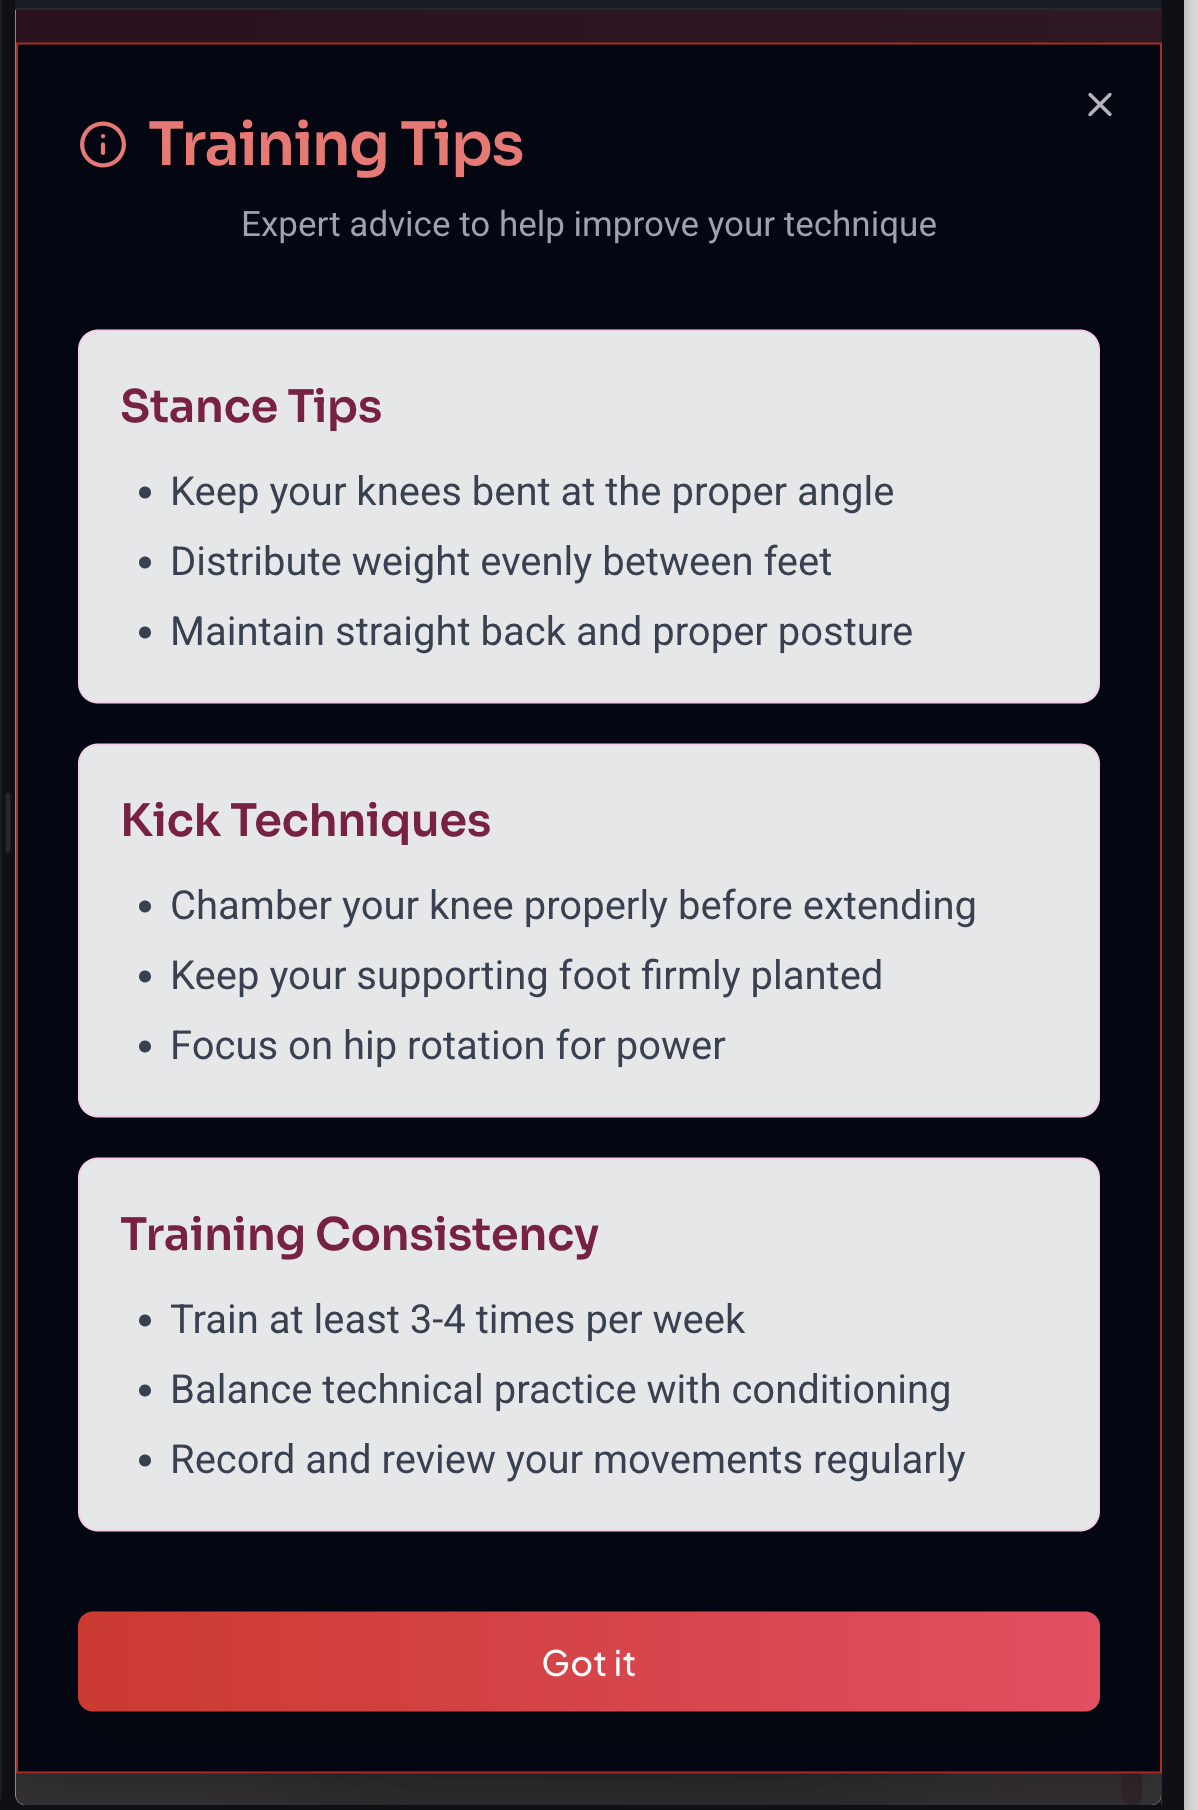 Training Tips
Expert advice to help improve your technique
Stance Tips
• Keep your knees bent at the proper angle
• Distribute weight evenly between feet
• Maintain straight back and proper posture
Kick Techniques
• Chamber your knee properly before extending
• Keep your supporting foot firmly planted
• Focus on hip rotation for power
Training Consistency
• Train at least 3-4 times per week
• Balance technical practice with conditioning
• Record and review your movements regularly
Got it